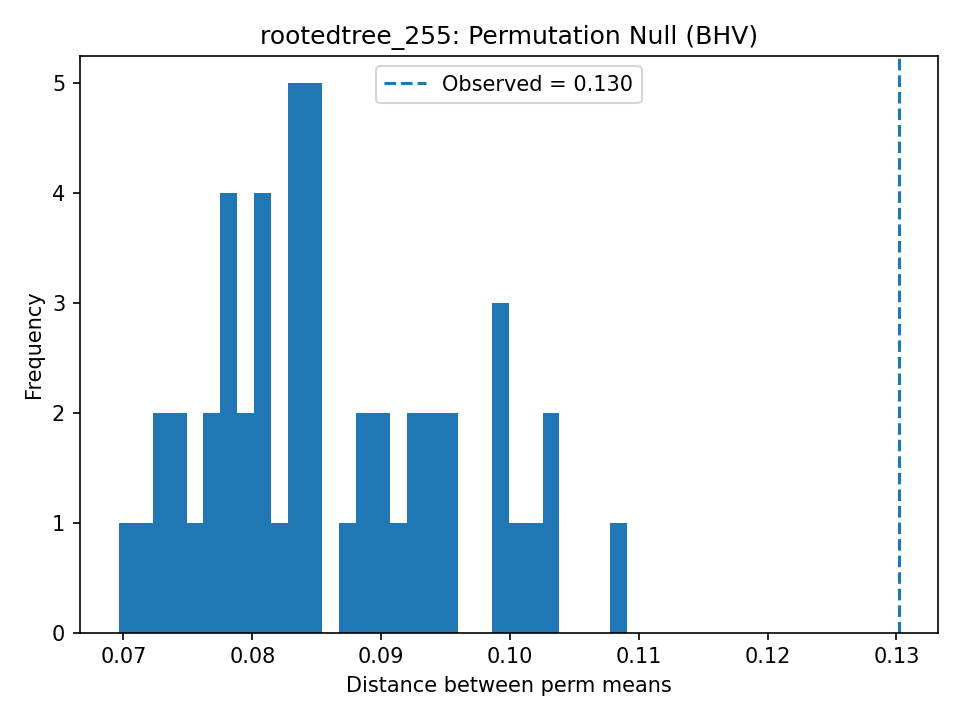 rootedtree_255: Permutation Null (BHV)
Observed = 0.130
5
4
3
2
1
0
Frequency
0.07 0.08 0.09 0.10 0.11 0.12 0.13
Distance between perm means